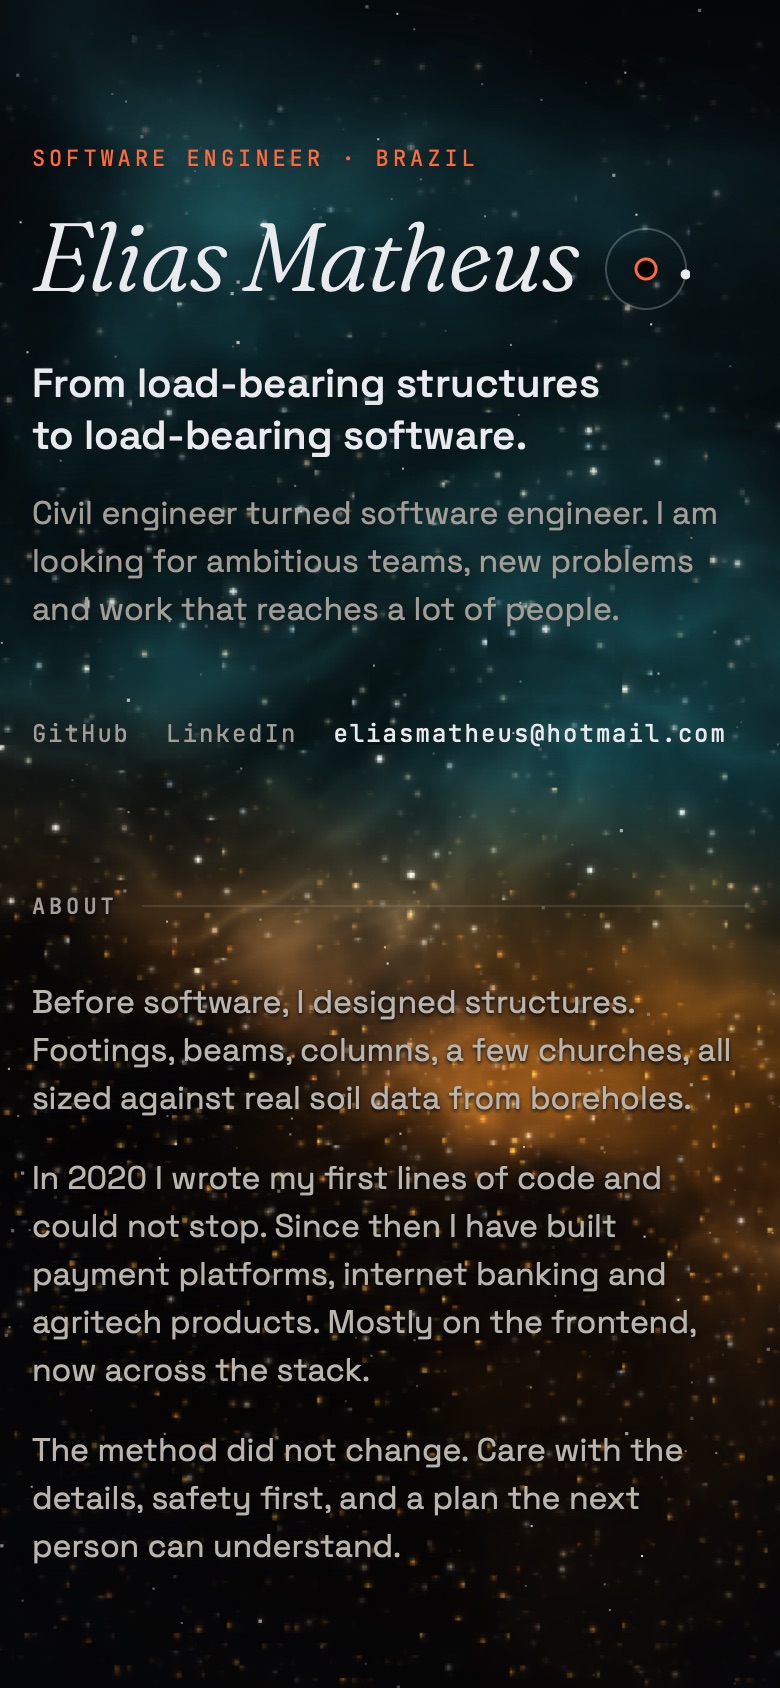 SOFTWARE ENGINEER · BRAZIL
Elias Matheus
From load-bearing structures
to load-bearing software.
Civil engineer turned software engineer. I am
looking for ambitious teams, new problems
and work that reaches a lot of people.
GitHub LinkedIn eliasmatheus@hotmail.com
ABOUT
Before software, I designed structures.
Footings, beams, columns, a few churches, all
sized against real soil data from boreholes.
In 2020 I wrote my first lines of code and
could not stop. Since then I have built
payment platforms, internet banking and
agritech products. Mostly on the frontend,
now across the stack.
The method did not change. Care with the
details, safety first, and a plan the next
person can understand.